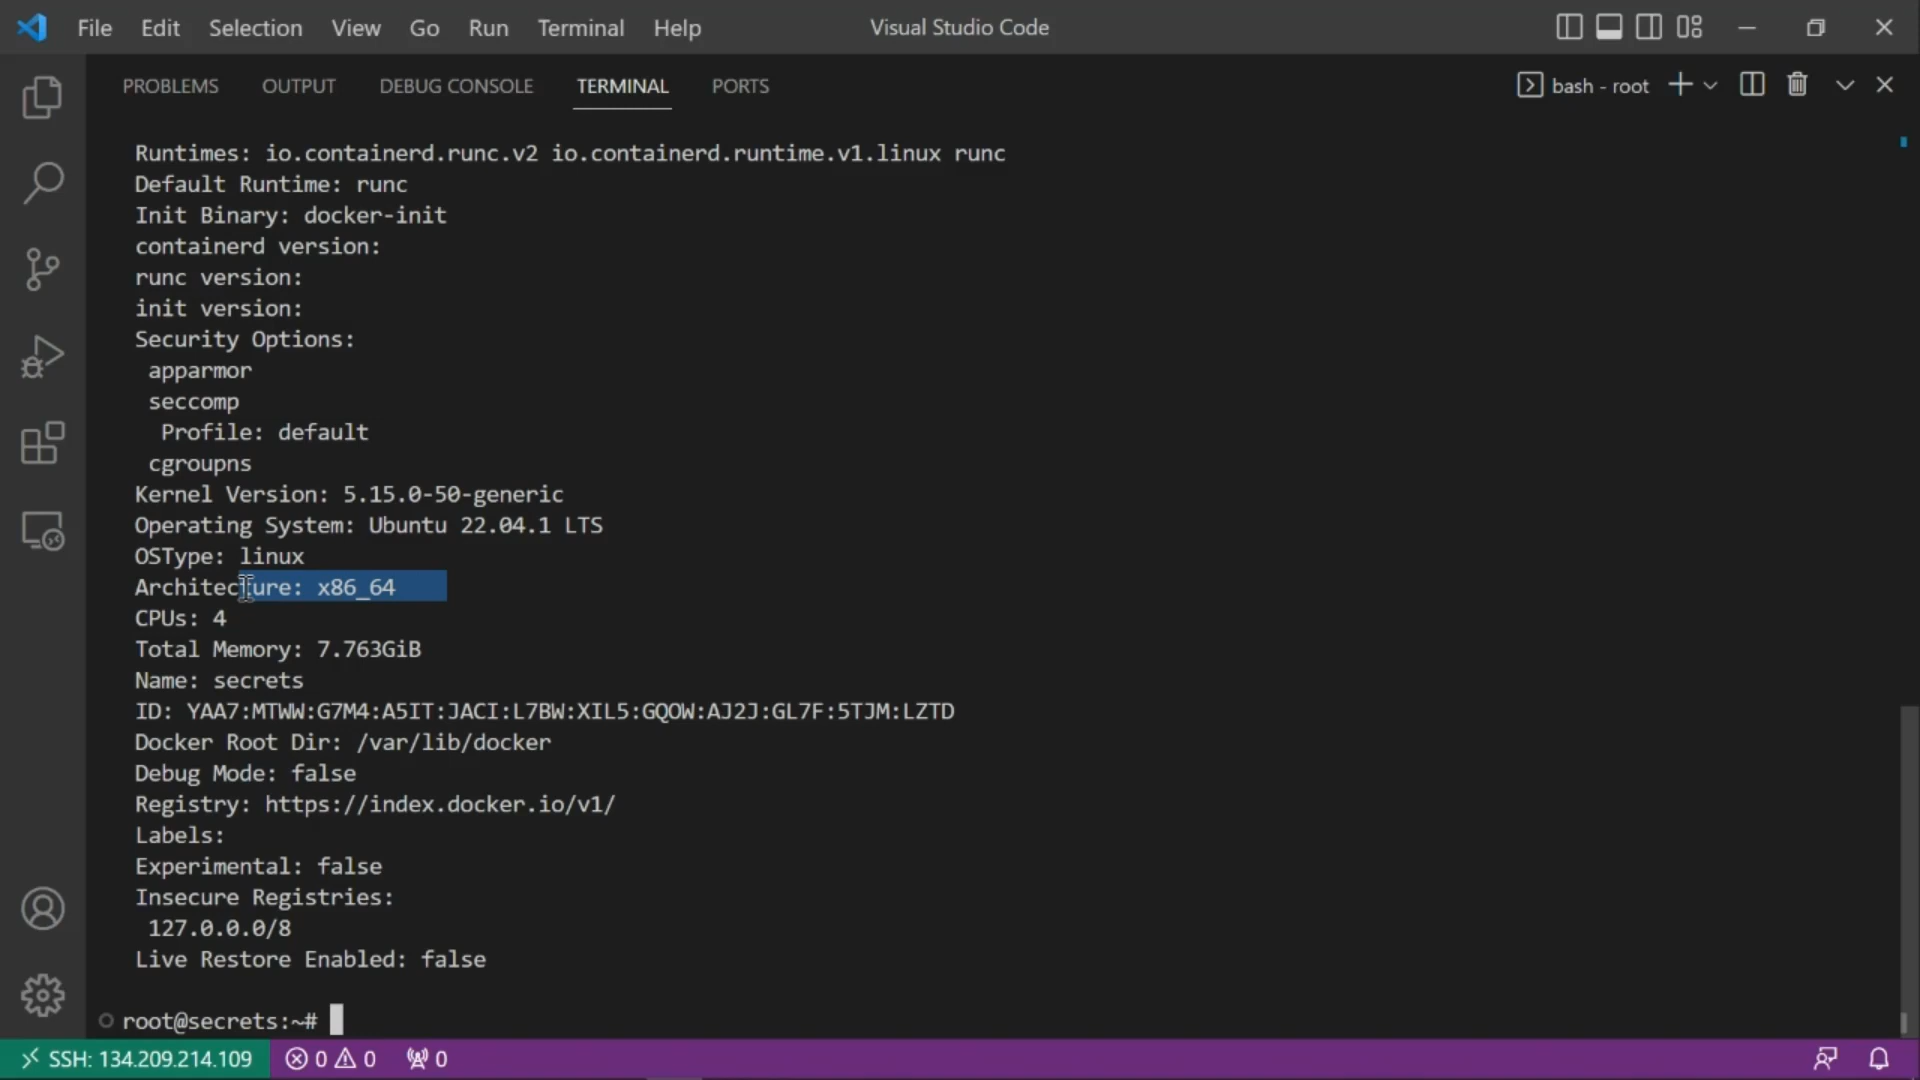 File Edit Selection View Go Run Terminal Help Visual Studio Code
PROBLEMS OUTPUT DEBUG CONSOLE TERMINAL PORTS bash - root
Runtimes: io.containerd.runc.v2 io.containerd.runtime.v1.linux runc
Default Runtime: runc
Init Binary: docker-init
containerd version:
runc version:
init version:
Security Options:
apparmor
seccomp
Profile: default
cgroupns
Kernel Version: 5.15.0-50-generic
Operating System: Ubuntu 22.04.1 LTS
OSType: linux
Architecture: x86_64
CPUs: 4
Total Memory: 7.763GiB
Name: secrets
ID: YAA7:MTWW:G7M4:A5IT:JACI:L7BW:XIL5:GQOW:AJ2J:GL7F:5TJM:LZTD
Docker Root Dir: /var/lib/docker
Debug Mode: false
Registry: https://index.docker.io/v1/
Labels:
Experimental: false
Insecure Registries:
127.0.0.0/8
Live Restore Enabled: false
root@secrets:~#
SSH: 134.209.214.109 0 0 0